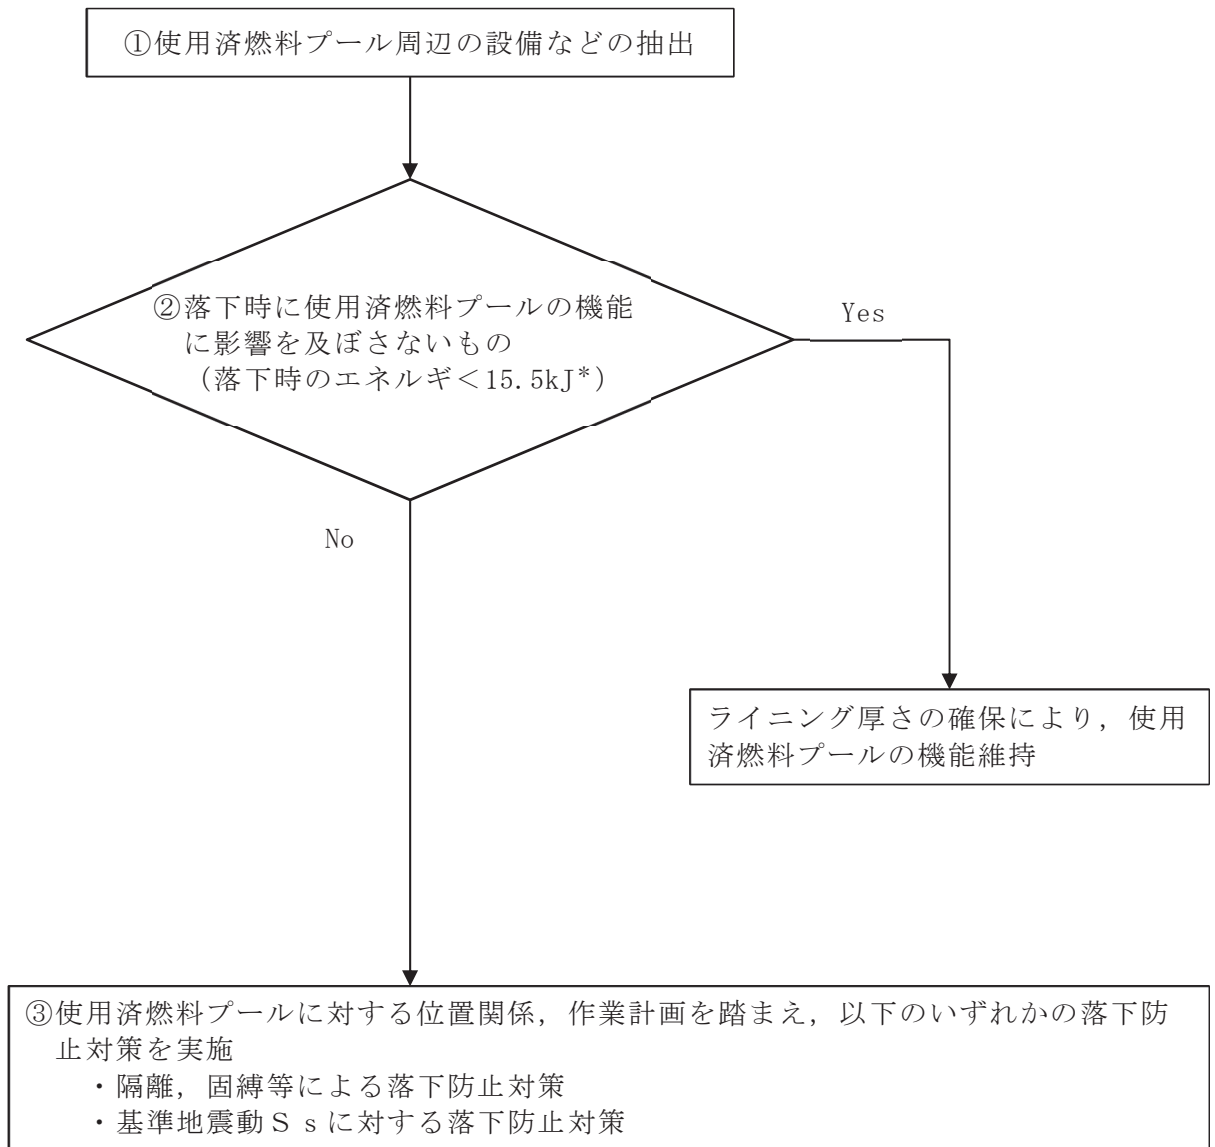 ①使用済燃料プール周辺の設備などの抽出
②落下時に使用済燃料プールの機能
に影響を及ぼさないもの
（落下時のエネルギ＜15.5kJ*）
Yes
No
ライニング厚さの確保により，使用
済燃料プールの機能維持
③使用済燃料プールに対する位置関係，作業計画を踏まえ，以下のいずれかの落下防
止対策を実施
・隔離，固縛等による落下防止対策
・基準地震動Ｓｓに対する落下防止対策